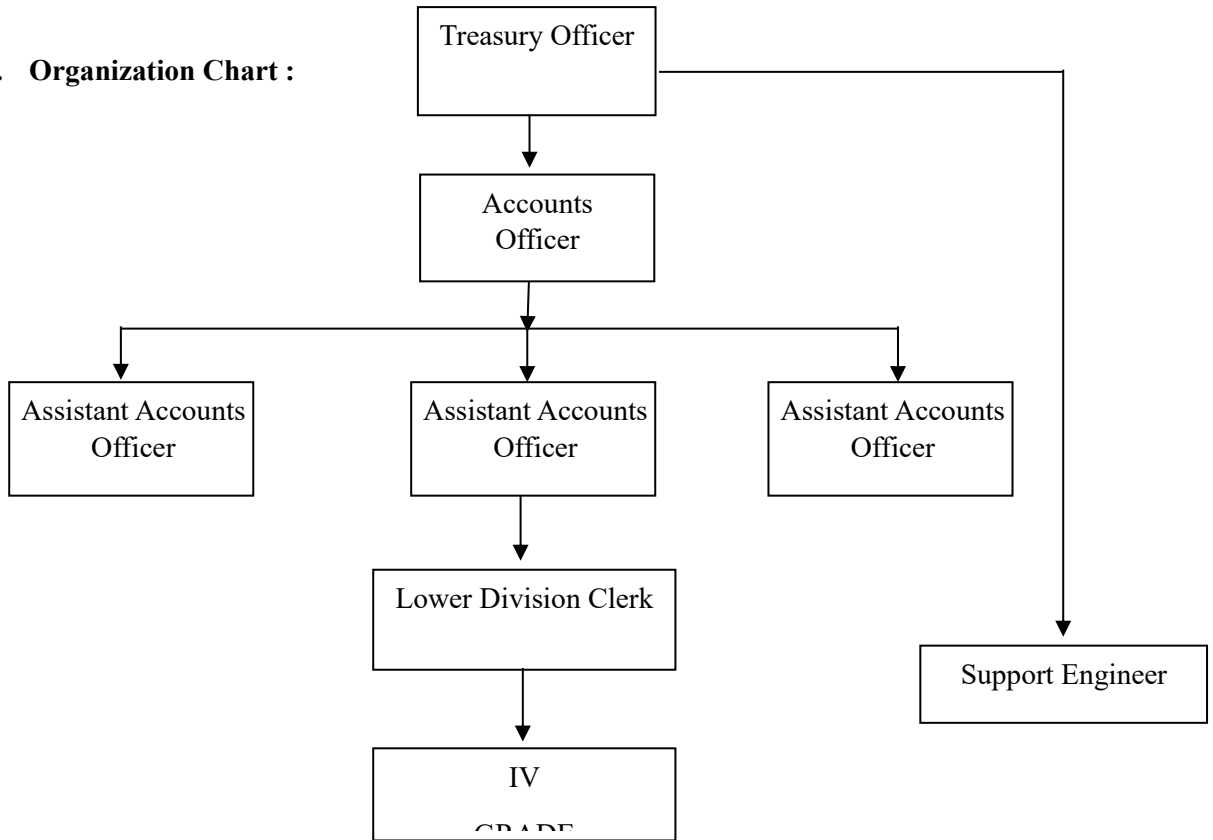 Treasury Officer
. Organization Chart :
Accounts
Officer
Assistant Accounts
Officer
Assistant Accounts
Officer
Assistant Accounts
Officer
Lower Division Clerk
Support Engineer
IV
GRADE